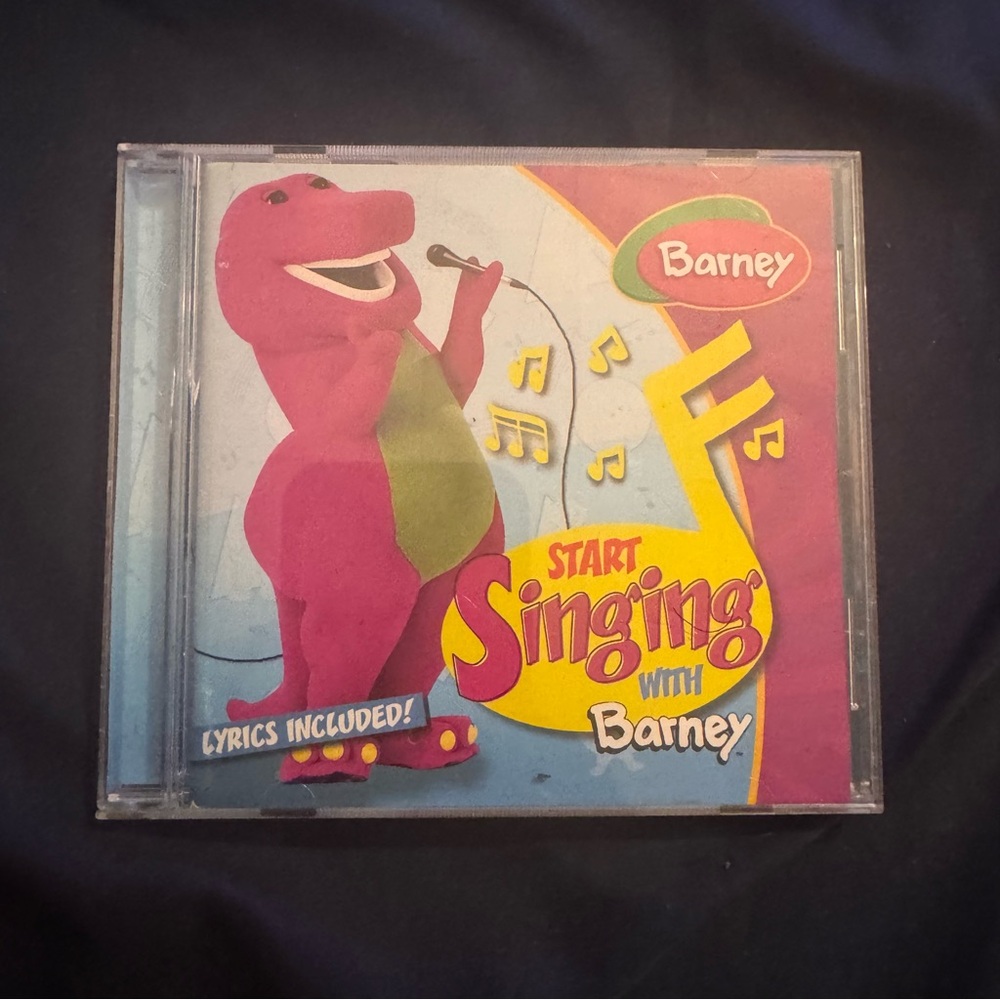 Barney
START
Singing
WITH
Barney
LYRICS INCLUDED!